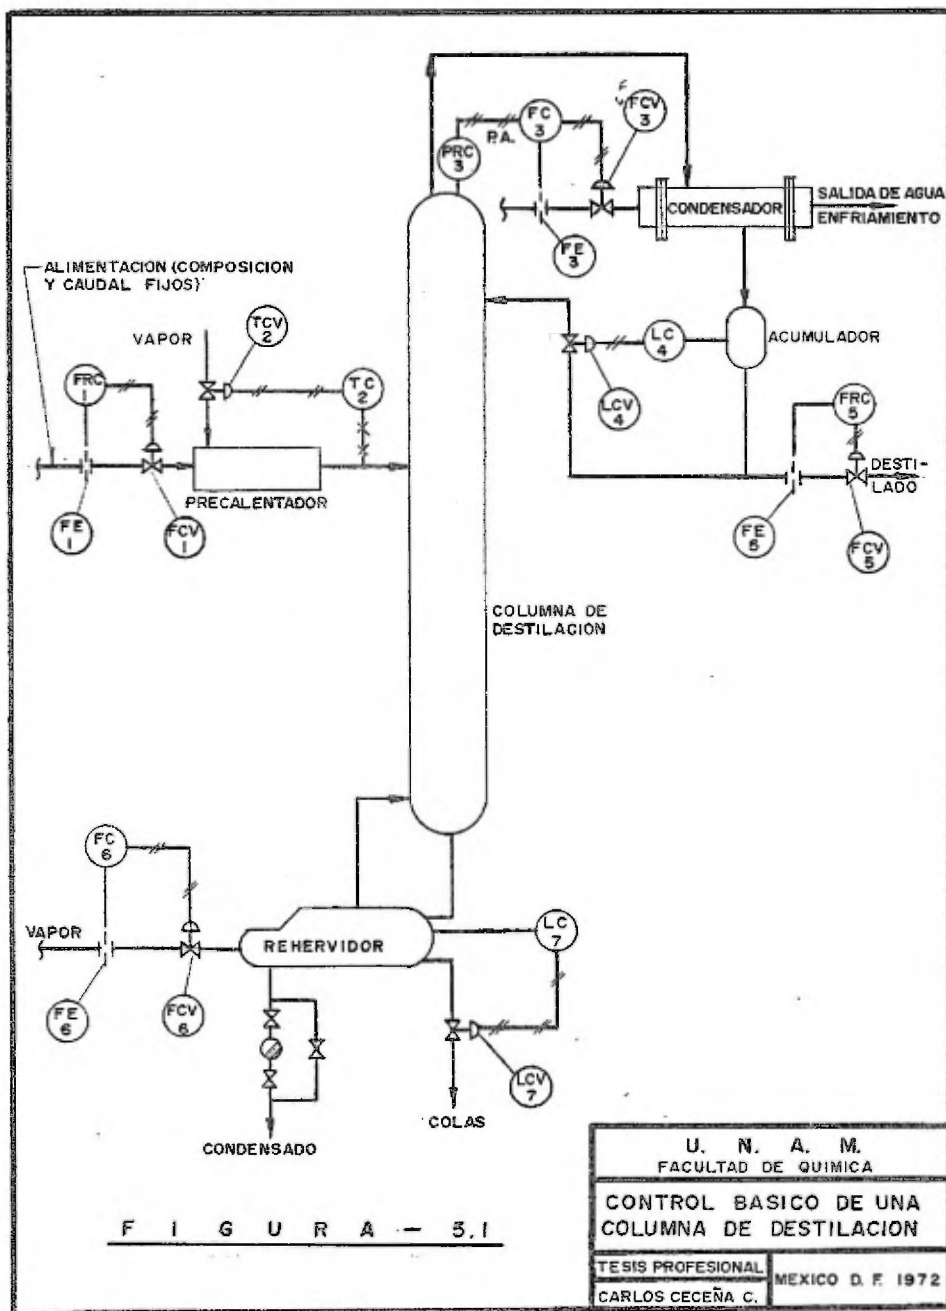 FCV
3
FC
3
P.A.
PRC
3
CONDENSADOR
SALIDA DE AGUA
ENFRIAMIENTO
FE
3
ALIMENTACION (COMPOSICION
Y CAUDAL FIJOS)
VAPOR
TCV
2
FRC
1
TC
2
LC
4
ACUMULADOR
LCV
4
FRC
5
PRECALENTADOR
DESTI-
LADO
FE
1
FCV
1
FE
5
FCV
5
COLUMNA DE
DESTILACION
FC
6
VAPOR
REHERVIDOR
LC
7
FE
6
FCV
6
LCV
7
COLAS
CONDENSADO
U. N. A. M.
FACULTAD DE QUIMICA
CONTROL BASICO DE UNA
COLUMNA DE DESTILACION
FIGURA - 5.1
TESIS PROFESIONAL
CARLOS CECEÑA C.
MEXICO D. F. 1972